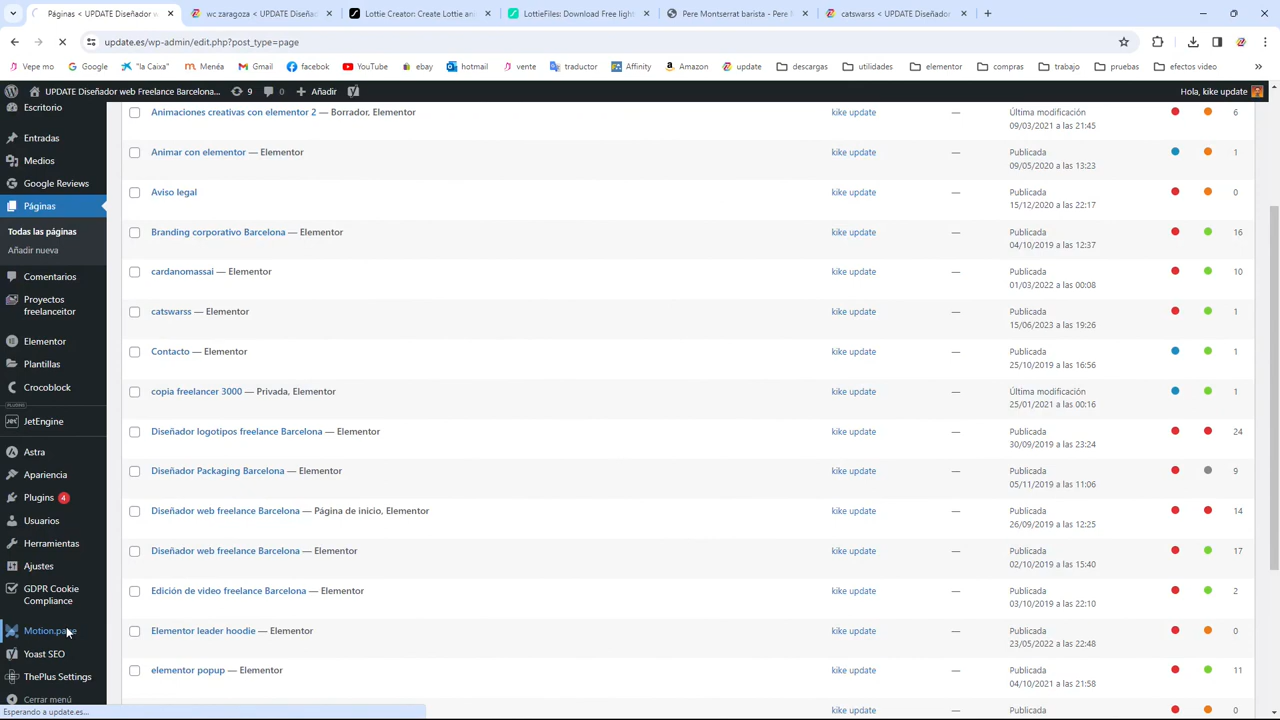 Páginas < UPDATE Diseñador w
wc zaragoza < UPDATE Diseñador
Lottie Creator: Create Lottie an
LottieFiles: Download Free light
Pere Montserrat barista - Pere M
catswarss < UPDATE Diseñador
update.es/wp-admin/edit.php?post_type=page
Vepe mo
Google
"la Caixa"
Menéa
Gmail
facebok
YouTube
ebay
hotmail
vente
traductor
Affinity
Amazon
update
descargas
utilidades
elementor
compras
trabajo
pruebas
efectos video
UPDATE Diseñador web Freelance Barcelona...
9
0
Añadir
Hola, kike update
Escritorio
Entradas
Medios
Google Reviews
Páginas
Todas las páginas
Añadir nueva
Comentarios
Proyectos
freelanceitor
Elementor
Plantillas
Crocoblock
PLUGINS
JetEngine
Astra
Apariencia
Plugins 4
Usuarios
Herramientas
Ajustes
GDPR Cookie
Compliance
Motion.page
Yoast SEO
ThePlus Settings
Cerrar menú
Animaciones creativas con elementor 2 — Borrador, Elementor kike update — Última modificación 6
09/03/2021 a las 21:45
Animar con elementor — Elementor kike update — Publicada 1
09/05/2020 a las 13:23
Aviso legal kike update — Publicada 0
15/12/2020 a las 22:17
Branding corporativo Barcelona — Elementor kike update — Publicada 16
04/10/2019 a las 12:37
cardanomassai — Elementor kike update — Publicada 10
01/03/2022 a las 00:08
catswarss — Elementor kike update — Publicada 1
15/06/2023 a las 19:26
Contacto — Elementor kike update — Publicada 1
25/10/2019 a las 16:56
copia freelancer 3000 — Privada, Elementor kike update — Última modificación 1
25/01/2021 a las 00:16
Diseñador logotipos freelance Barcelona — Elementor kike update — Publicada 24
30/09/2019 a las 23:24
Diseñador Packaging Barcelona — Elementor kike update — Publicada 9
05/11/2019 a las 11:06
Diseñador web freelance Barcelona — Página de inicio, Elementor kike update — Publicada 14
26/09/2019 a las 12:25
Diseñador web freelance Barcelona — Elementor kike update — Publicada 17
02/10/2019 a las 15:40
Edición de video freelance Barcelona — Elementor kike update — Publicada 2
03/10/2019 a las 22:10
Elementor leader hoodie — Elementor kike update — Publicada 0
23/05/2022 a las 22:48
elementor popup — Elementor kike update — Publicada 11
04/10/2021 a las 21:58
kike update — Publicada 0
Esperando a update.es...